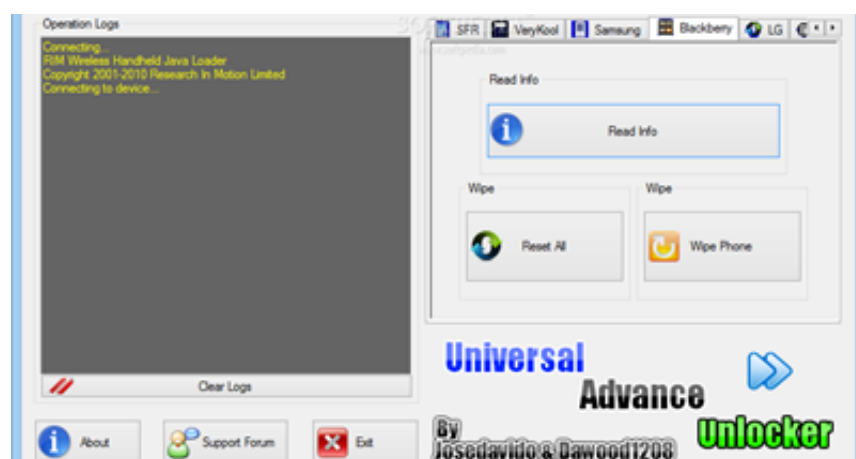 Operation Logs
Connecting...
RIM Wireless Handheld Java Loader
Copyright 2001-2010 Research In Motion Limited
Connecting to device...
Clear Logs
About
Support Forum
Exit
SFR
VeryKool
Samsung
Blackberry
LG
Read Info
Read Info
Wipe
Reset All
Wipe
Wipe Phone
Universal
Advance
Unlocker
By
Josedavido & Dawood1208